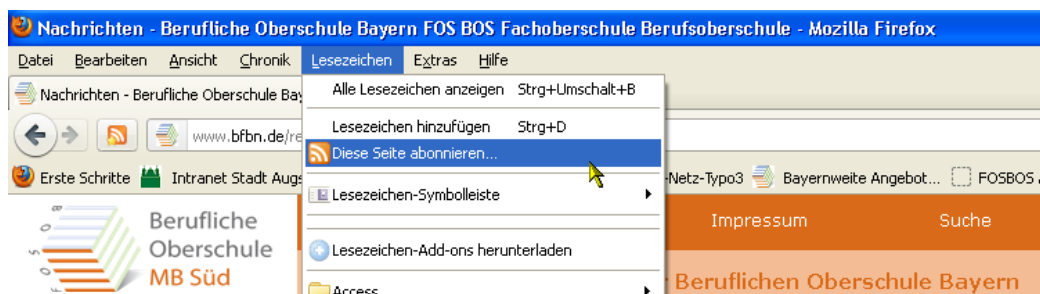 Nachrichten - Berufliche Oberschule Bayern FOS BOS Fachoberschule Berufsoberschule - Mozilla Firefox
Datei Bearbeiten Ansicht Chronik Lesezeichen Extras Hilfe
Nachrichten - Berufliche Oberschule Bay
Alle Lesezeichen anzeigen Strg+Umschalt+B
Lesezeichen hinzufügen Strg+D
www.bfbn.de/re
Diese Seite abonnieren...
Erste Schritte Intranet Stadt Augs
-Netz-Typo3 Bayernweite Angebot... FOSBOS
Lesezeichen-Symbolleiste
Berufliche
Oberschule
MB Süd
Impressum Suche
Lesezeichen-Add-ons herunterladen
Access
Beruflichen Oberschule Bayern